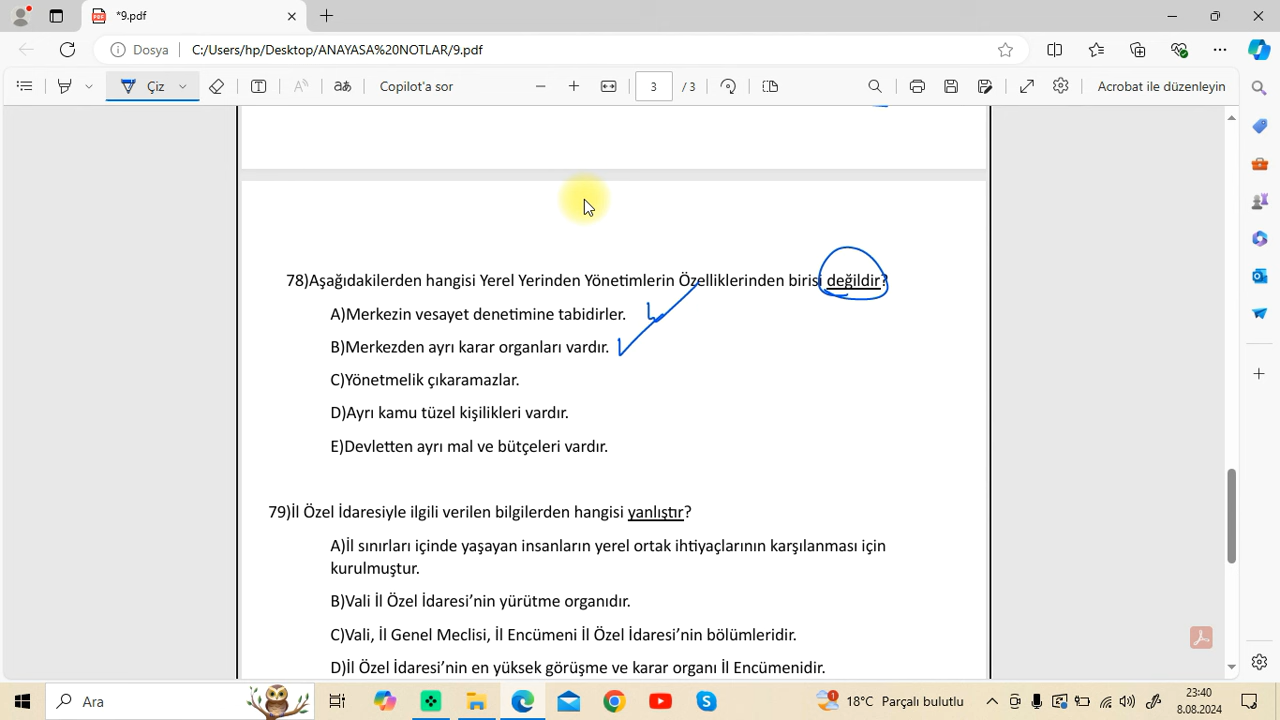 *9.pdf
Dosya
C:/Users/hp/Desktop/ANAYASA%20NOTLAR/9.pdf
Çiz
aあ
Copilot'a sor
3 / 3
Acrobat ile düzenleyin
78)Aşağıdakilerden hangisi Yerel Yerinden Yönetimlerin Özelliklerinden birisi değildir?
A)Merkezin vesayet denetimine tabidirler.
B)Merkezden ayrı karar organları vardır.
C)Yönetmelik çıkaramazlar.
D)Ayrı kamu tüzel kişilikleri vardır.
E)Devletten ayrı mal ve bütçeleri vardır.
79)İl Özel İdaresiyle ilgili verilen bilgilerden hangisi yanlıştır?
A)İl sınırları içinde yaşayan insanların yerel ortak ihtiyaçlarının karşılanması için
kurulmuştur.
B)Vali İl Özel İdaresi’nin yürütme organıdır.
C)Vali, İl Genel Meclisi, İl Encümeni İl Özel İdaresi’nin bölümleridir.
D)İl Özel İdaresi’nin en yüksek görüşme ve karar organı İl Encümenidir.
Ara
1
18°C Parçalı bulutlu
23:40
8.08.2024